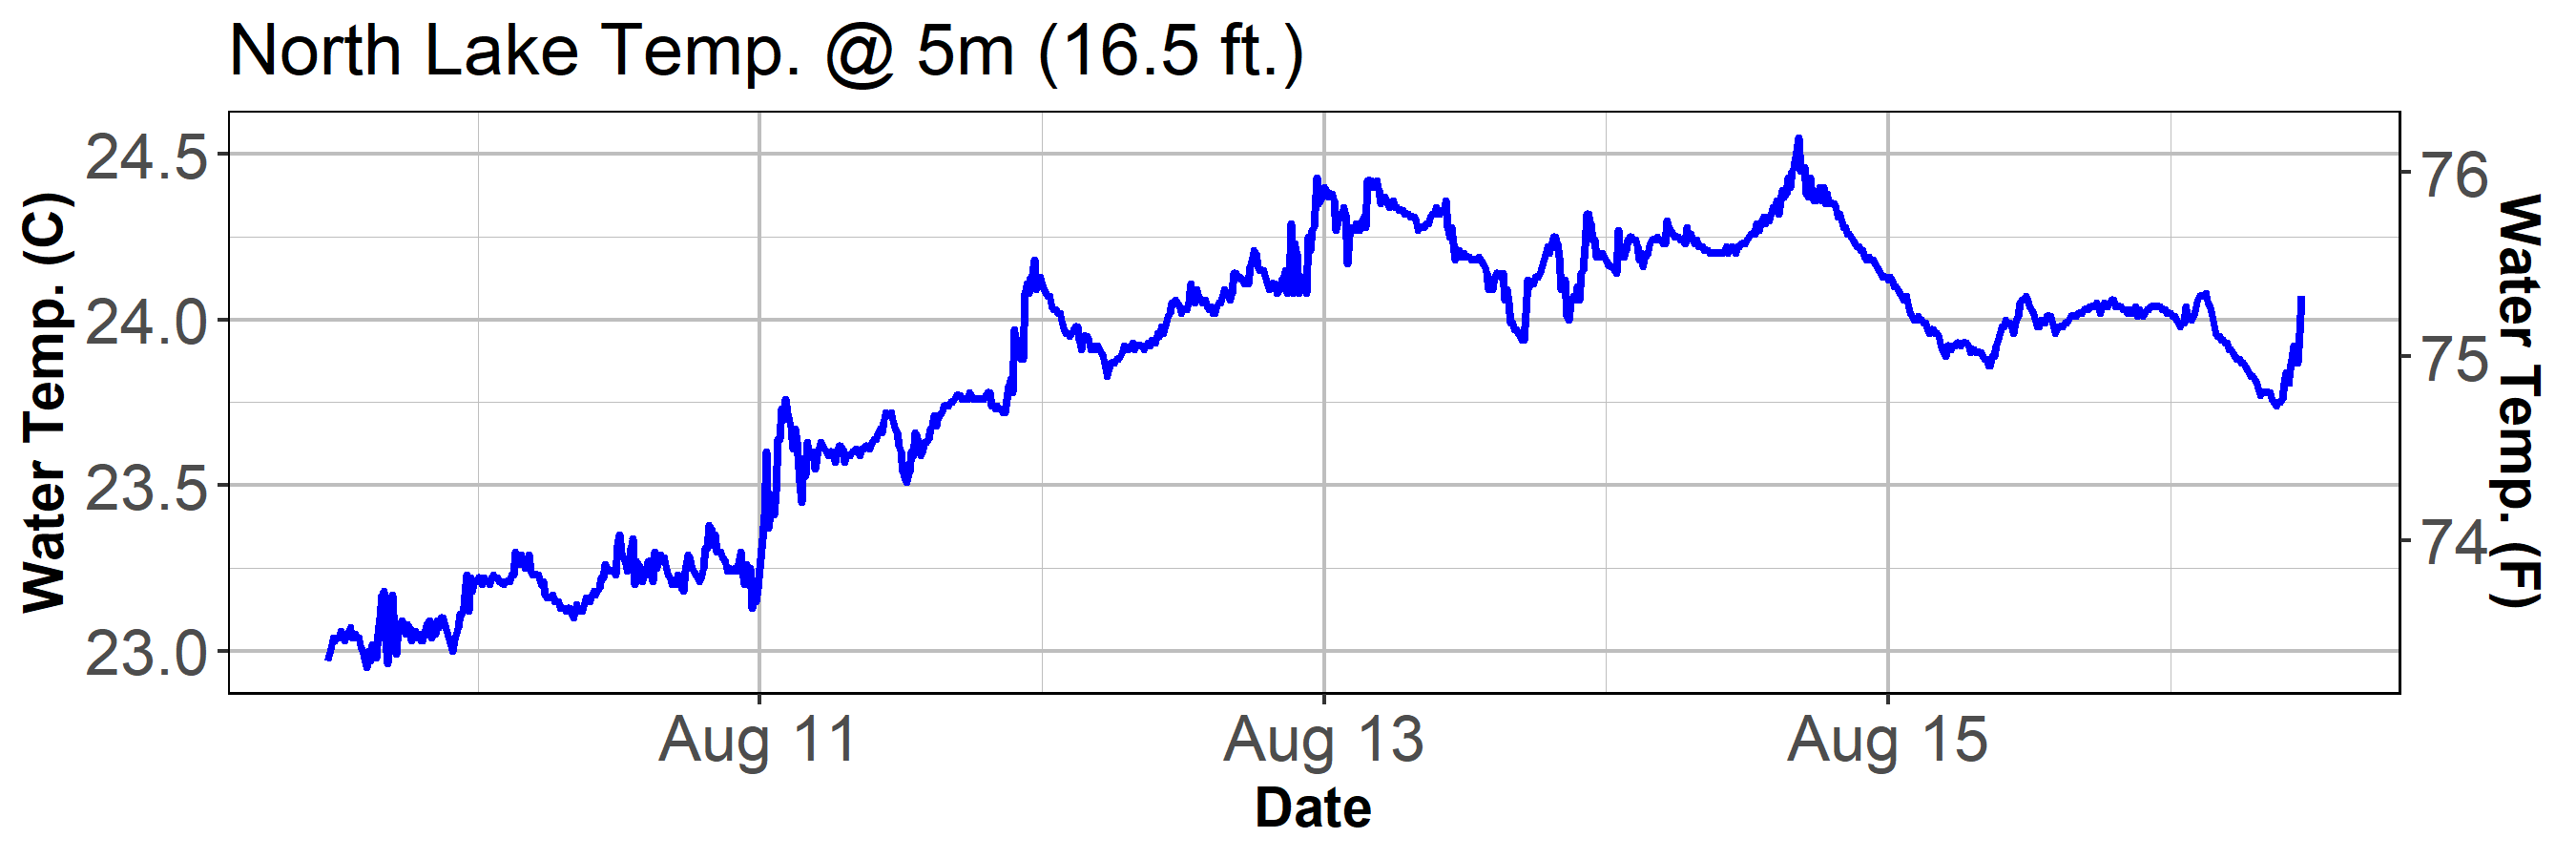 North Lake Temp. @ 5m (16.5 ft.)
Water Temp. (C)
24.5
24.0
23.5
23.0
76
75
74
Water Temp. (F)
Aug 11
Aug 13
Aug 15
Date